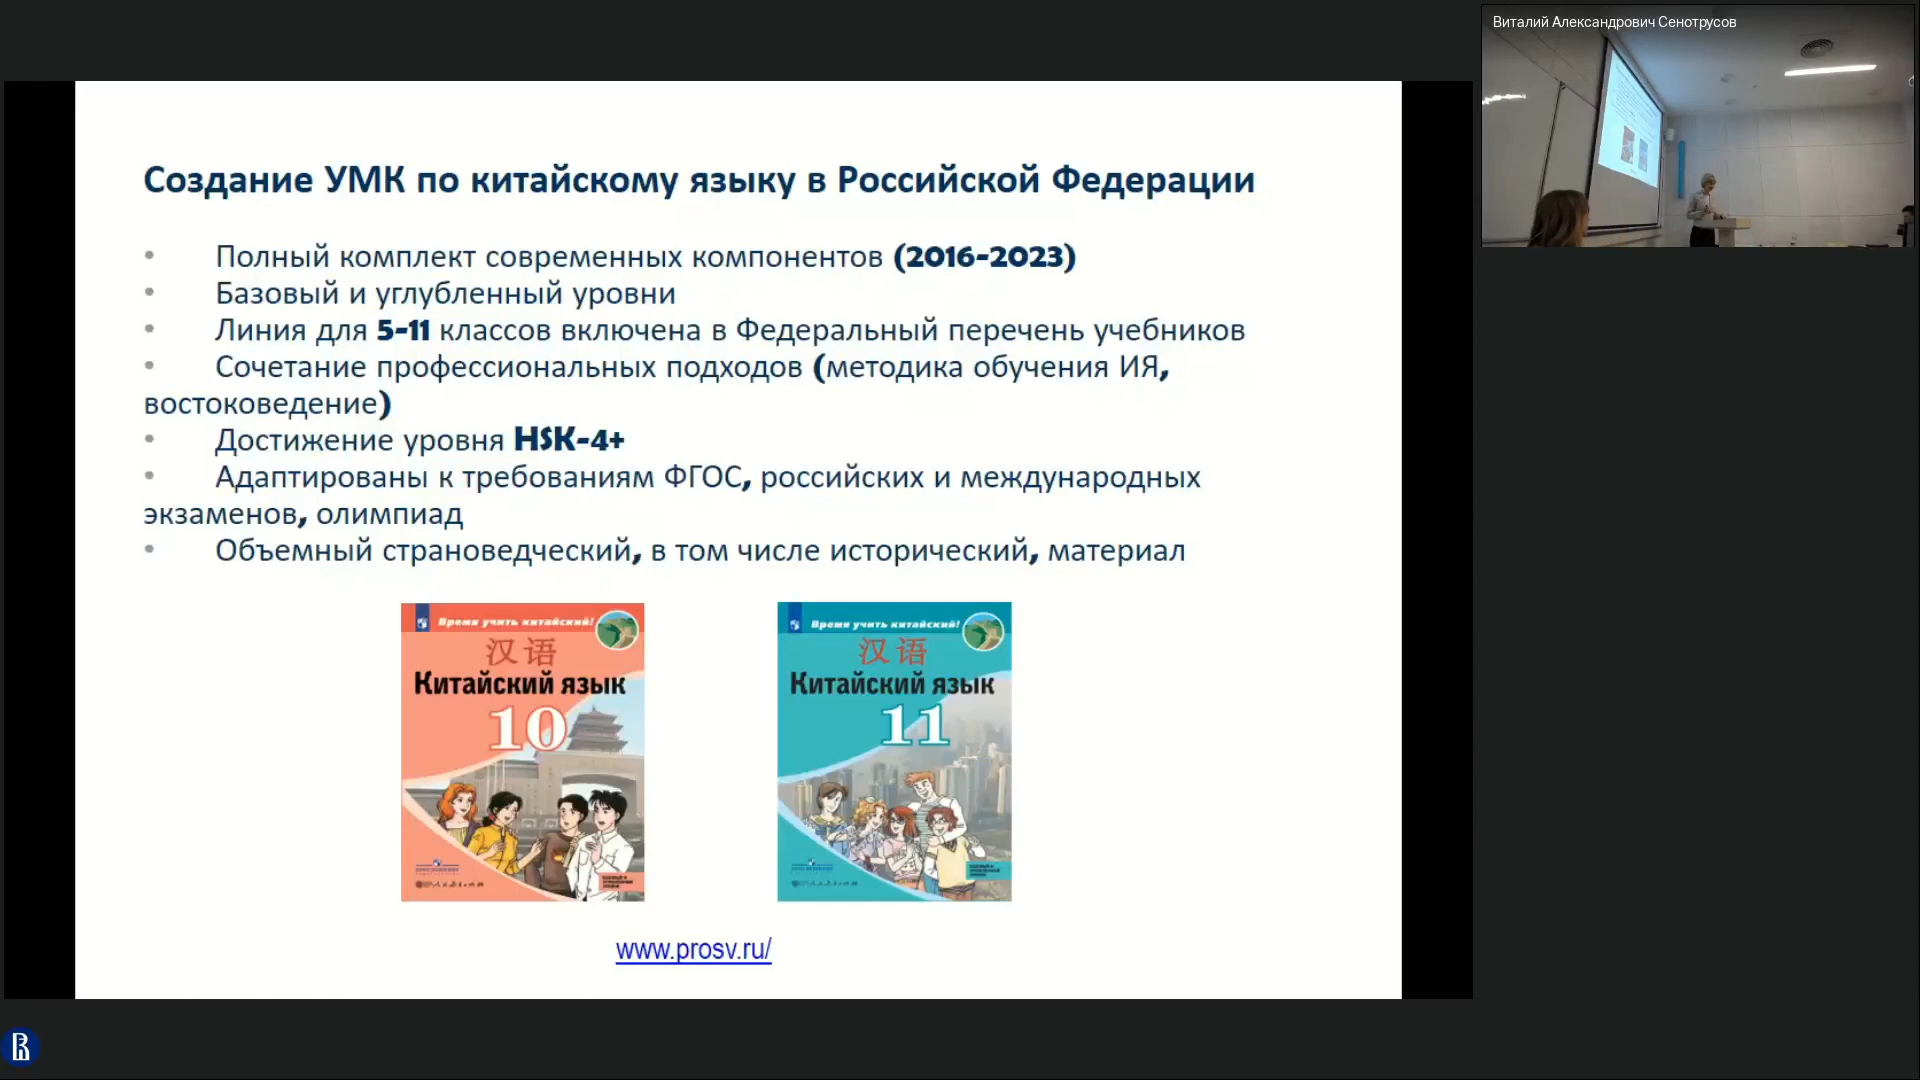 Виталий Александрович Сенотрусов
Создание УМК по китайскому языку в Российской Федерации
• Полный комплект современных компонентов (2016-2023)
• Базовый и углубленный уровни
• Линия для 5-11 классов включена в Федеральный перечень учебников
• Сочетание профессиональных подходов (методика обучения ИЯ,
востоковедение)
• Достижение уровня HSK-4+
• Адаптированы к требованиям ФГОС, российских и международных
экзаменов, олимпиад
• Объемный страноведческий, в том числе исторический, материал
Время учить китайский!
汉语
Китайский язык
10
Время учить китайский!
汉语
Китайский язык
11
www.prosv.ru/